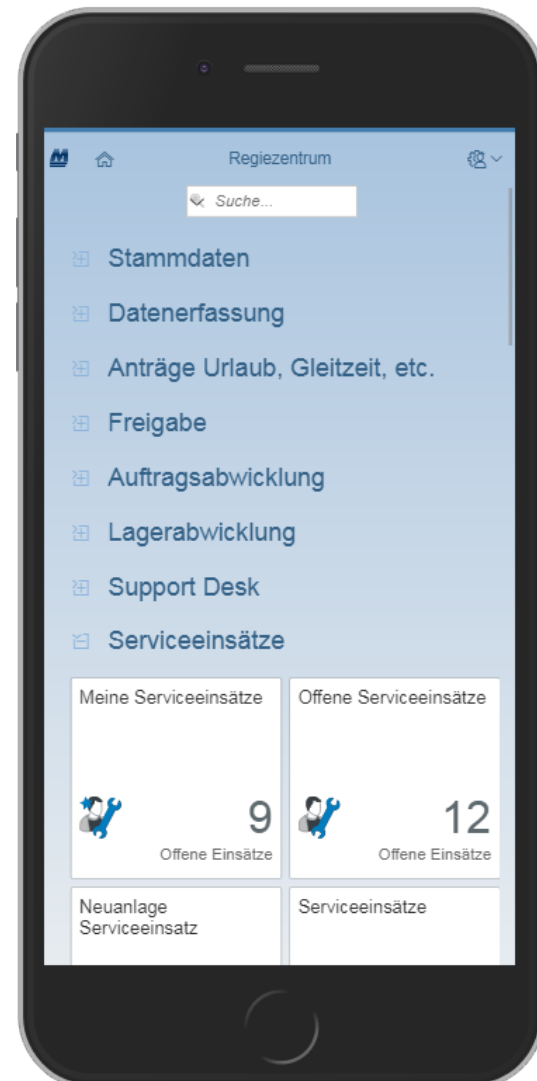 Regiezentrum
Suche...
Stammdaten
Datenerfassung
Anträge Urlaub, Gleitzeit, etc.
Freigabe
Auftragsabwicklung
Lagerabwicklung
Support Desk
Serviceeinsätze
Meine Serviceeinsätze
9
Offene Einsätze
Offene Serviceeinsätze
12
Offene Einsätze
Neuanlage
Serviceeinsatz
Serviceeinsätze